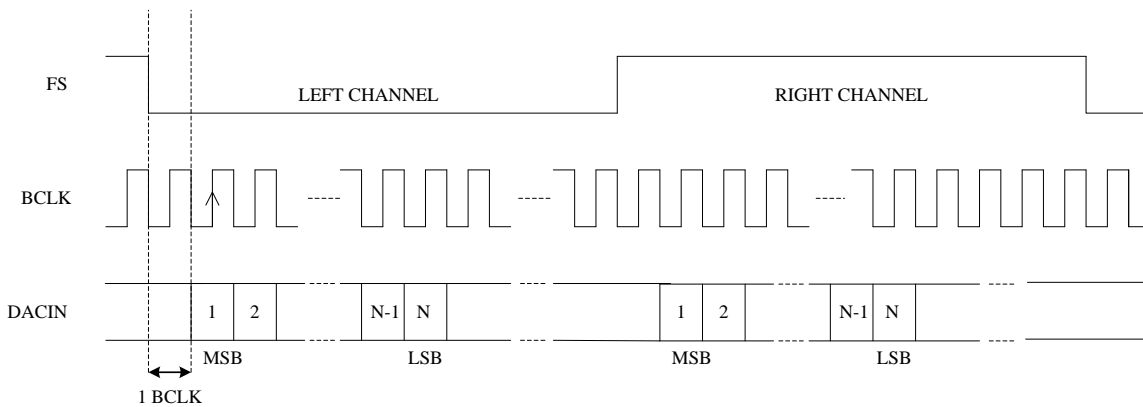 FS
LEFT CHANNEL
RIGHT CHANNEL
BCLK
DACIN
1
2
N-1
N
1
2
N-1
N
MSB
LSB
MSB
LSB
1 BCLK